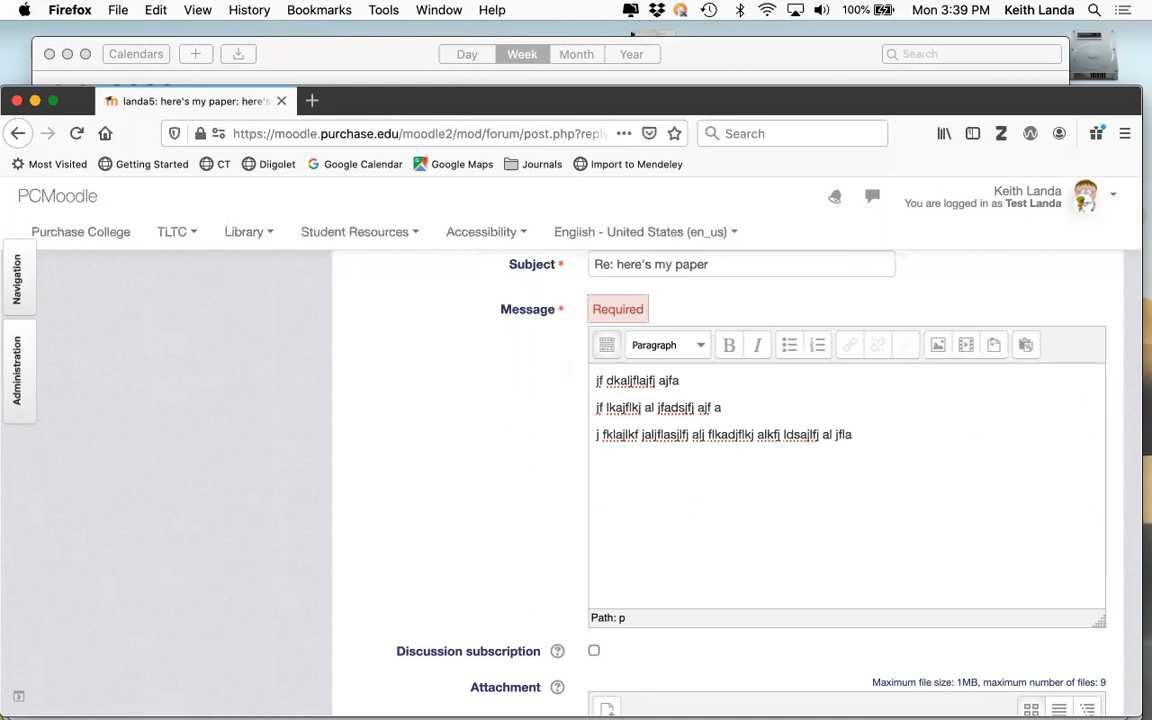 Firefox File Edit View History Bookmarks Tools Window Help 100% Mon 3:39 PM Keith Landa
Calendars + Day Week Month Year Search
landa5: here's my paper: here's
https://moodle.purchase.edu/moodle2/mod/forum/post.php?reply Search
Most Visited Getting Started CT Diigolet Google Calendar Google Maps Journals Import to Mendeley
PCMoodle
Keith Landa
You are logged in as Test Landa
Purchase College TLTC Library Student Resources Accessibility English - United States (en_us)
Navigation
Administration
Subject * Re: here's my paper
Message * Required
Paragraph B I
jf dkaljflajfj ajfa
jf lkajflkj al jfadsjfj ajf a
j fklajlkf jaljflasjlfj alj flkadjflkj alkfj ldsajlfj al jfla
Path: p
Discussion subscription ?
Attachment ? Maximum file size: 1MB, maximum number of files: 9